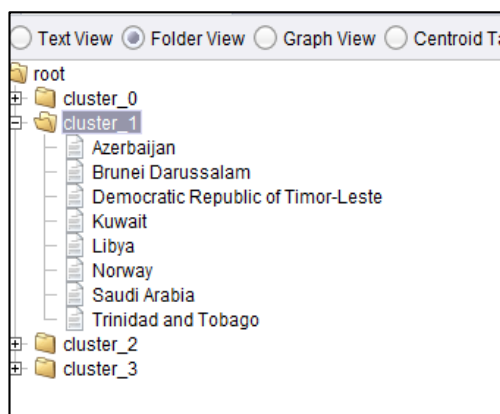 Text View Folder View Graph View Centroid
root
cluster_0
cluster_1
Azerbaijan
Brunei Darussalam
Democratic Republic of Timor-Leste
Kuwait
Libya
Norway
Saudi Arabia
Trinidad and Tobago
cluster_2
cluster_3